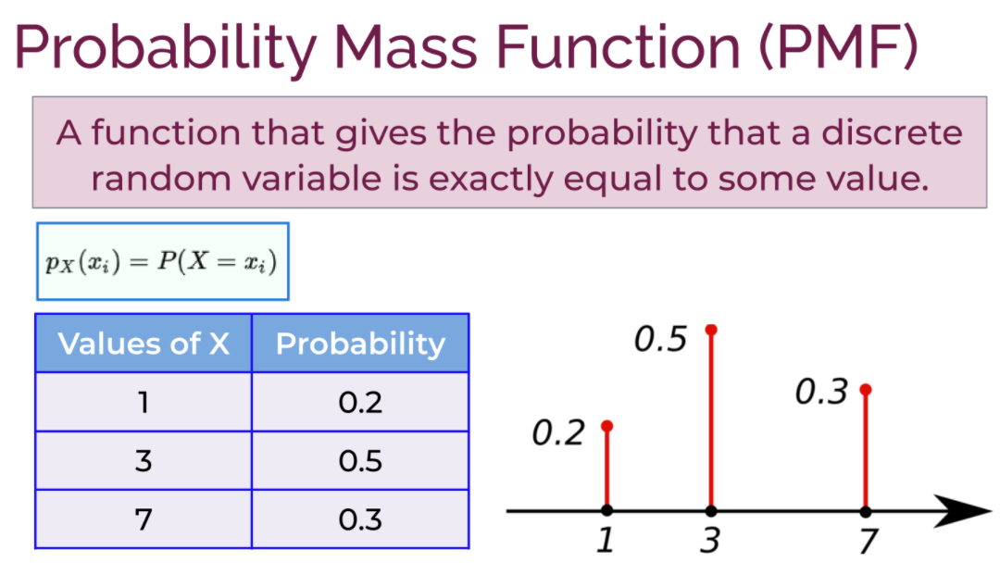 Probability Mass Function (PMF)
A function that gives the probability that a discrete
random variable is exactly equal to some value.
p_X(x_i) = P(X = x_i)
Values of X Probability
1 0.2
3 0.5
7 0.3
0.5
0.3
0.2
1 3 7